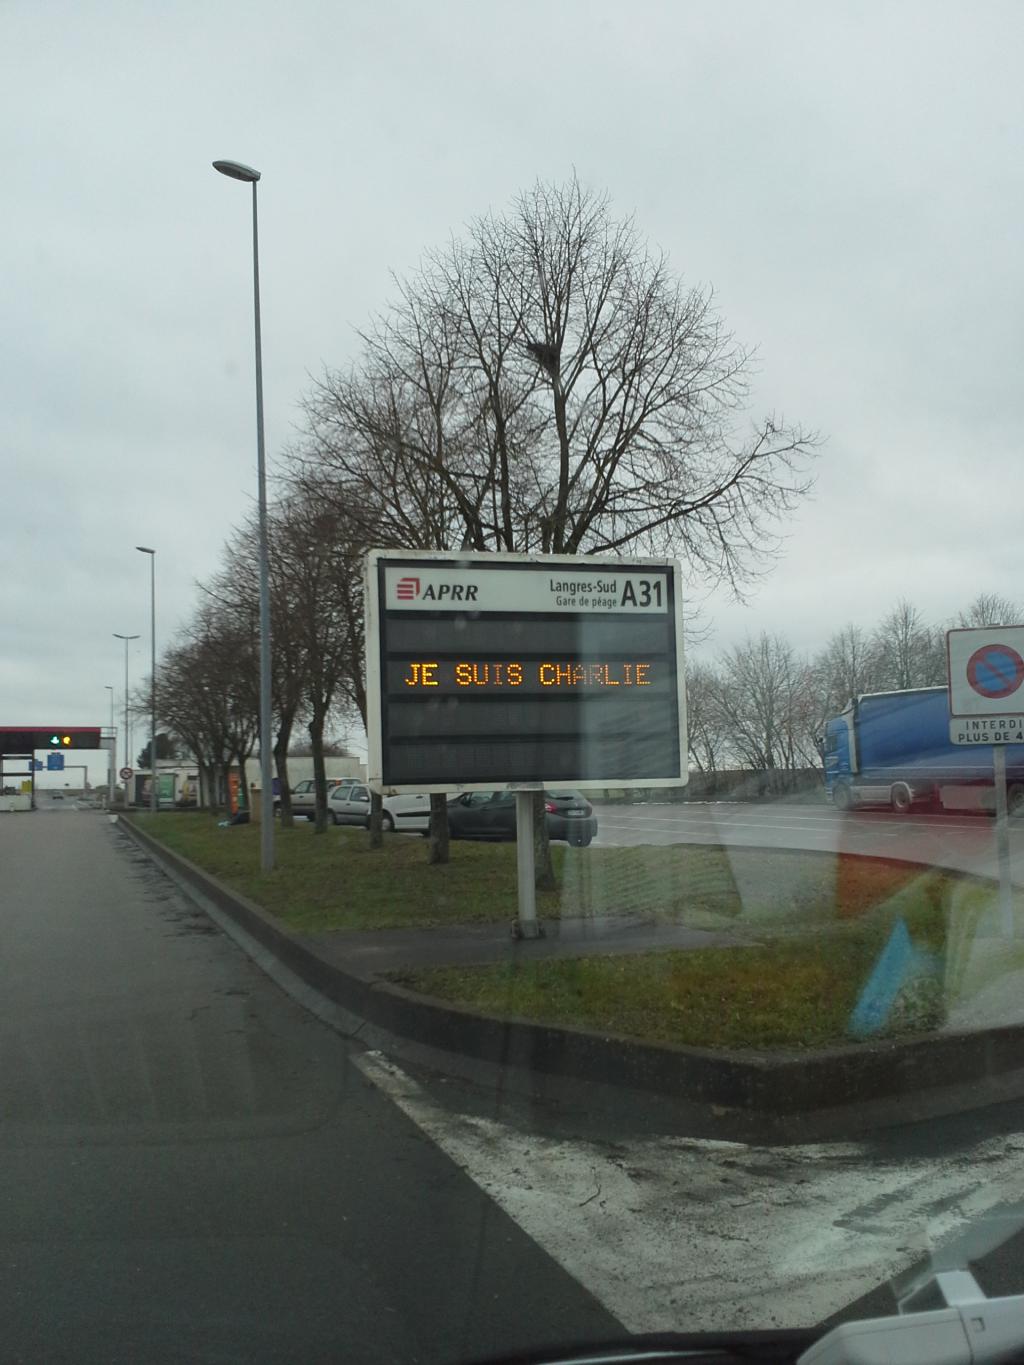 APRR
Langres-Sud A31
Gare de péage
JE SUIS CHARLIE
INTERDI
PLUS DE 4